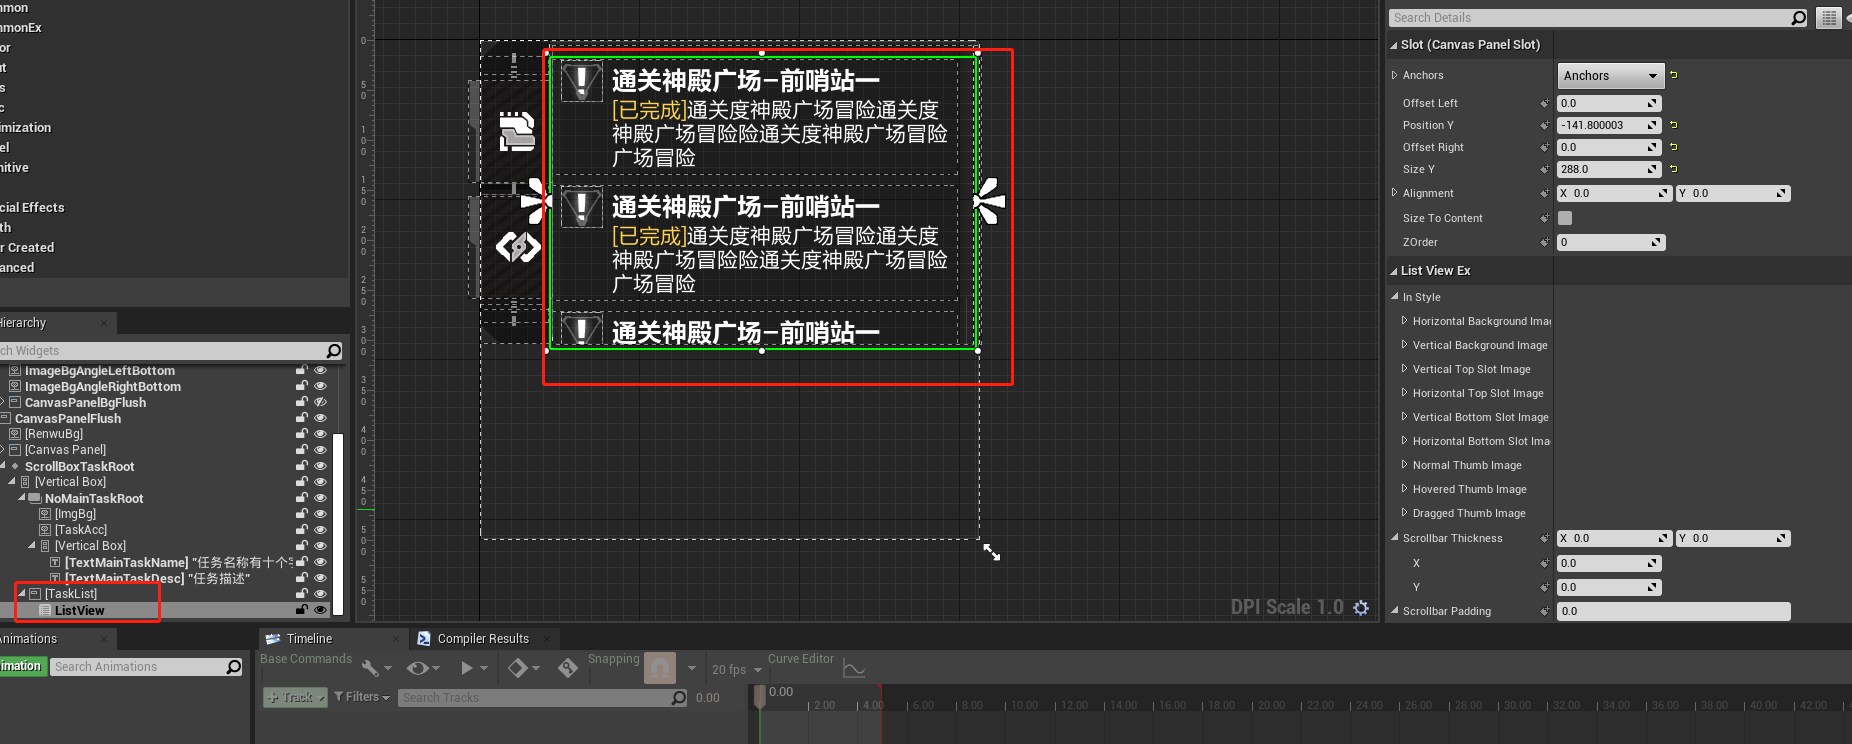 mmon
mmonEx
or
ut
s
c
imization
el
nitive
cial Effects
th
r Created
anced
Hierarchy
ch Widgets
ImageBgAngleLeftBottom
ImageBgAngleRightBottom
CanvasPanelBgFlush
CanvasPanelFlush
[RenwuBg]
[Canvas Panel]
ScrollBoxTaskRoot
[Vertical Box]
NoMainTaskRoot
[ImgBg]
[TaskAcc]
[Vertical Box]
[TextMainTaskName] "任务名称有十个字
[TextMainTaskDesc] "任务描述"
[TaskList]
ListView
通关神殿广场-前哨站一
[已完成]通关度神殿广场冒险通关度
神殿广场冒险险通关度神殿广场冒险
广场冒险
通关神殿广场-前哨站一
[已完成]通关度神殿广场冒险通关度
神殿广场冒险险通关度神殿广场冒险
广场冒险
通关神殿广场-前哨站一
DPI Scale 1.0
Search Details
Slot (Canvas Panel Slot)
Anchors Anchors
Offset Left 0.0
Position Y -141.800003
Offset Right 0.0
Size Y 288.0
Alignment X 0.0 Y 0.0
Size To Content
ZOrder 0
List View Ex
In Style
Horizontal Background Imag
Vertical Background Image
Vertical Top Slot Image
Horizontal Top Slot Image
Vertical Bottom Slot Image
Horizontal Bottom Slot Ima
Normal Thumb Image
Hovered Thumb Image
Dragged Thumb Image
Scrollbar Thickness X 0.0 Y 0.0
X 0.0
Y 0.0
Scrollbar Padding 0.0
Animations
imation Search Animations
Timeline Compiler Results
Base Commands Snapping 20 fps Curve Editor
+ Track Filters Search Tracks 0.00
0.00
2.00 4.00 6.00 8.00 10.00 12.00 14.00 16.00 18.00 20.00 22.00 24.00 26.00 28.00 30.00 32.00 34.00 36.00 38.00 40.00 42.00